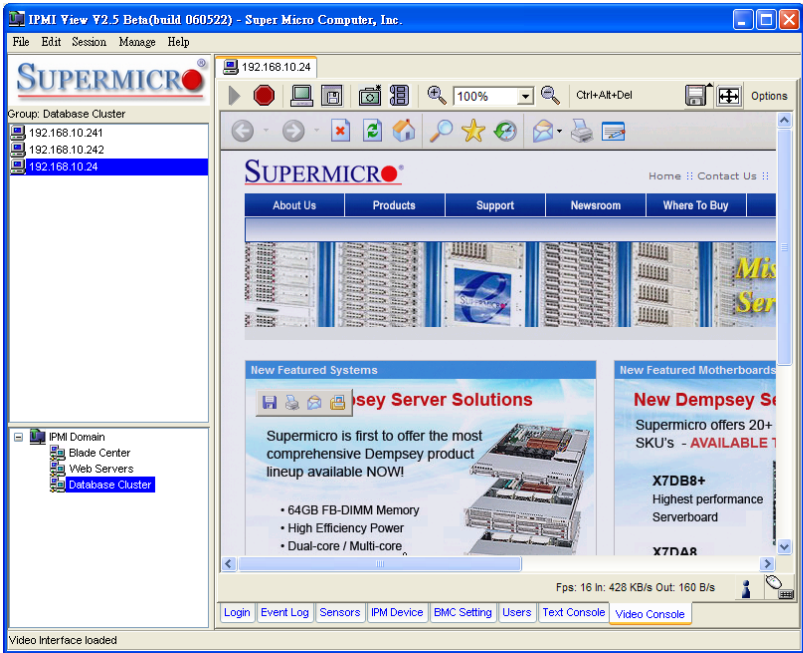 IPMI View V2.5 Beta(build 060522) - Super Micro Computer, Inc.
File Edit Session Manage Help
SUPERMICRO®
Group: Database Cluster
192.168.10.241
192.168.10.242
192.168.10.24
IPMI Domain
Blade Center
Web Servers
Database Cluster
192.168.10.24
100%
Ctrl+Alt+Del
Options
SUPERMICRO®
Home :: Contact Us ::
About Us Products Support Newsroom Where To Buy
SUPERMICRO
Mis
Ser
New Featured Systems
sey Server Solutions
Supermicro is first to offer the most
comprehensive Dempsey product
lineup available NOW!
• 64GB FB-DIMM Memory
• High Efficiency Power
• Dual-core / Multi-core
New Featured Motherboards
New Dempsey Se
Supermicro offers 20+
SKU's - AVAILABLE T
X7DB8+
Highest performance
Serverboard
X7DA8
Fps: 16 In: 428 KB/s Out: 160 B/s
Login Event Log Sensors IPM Device BMC Setting Users Text Console Video Console
Video Interface loaded